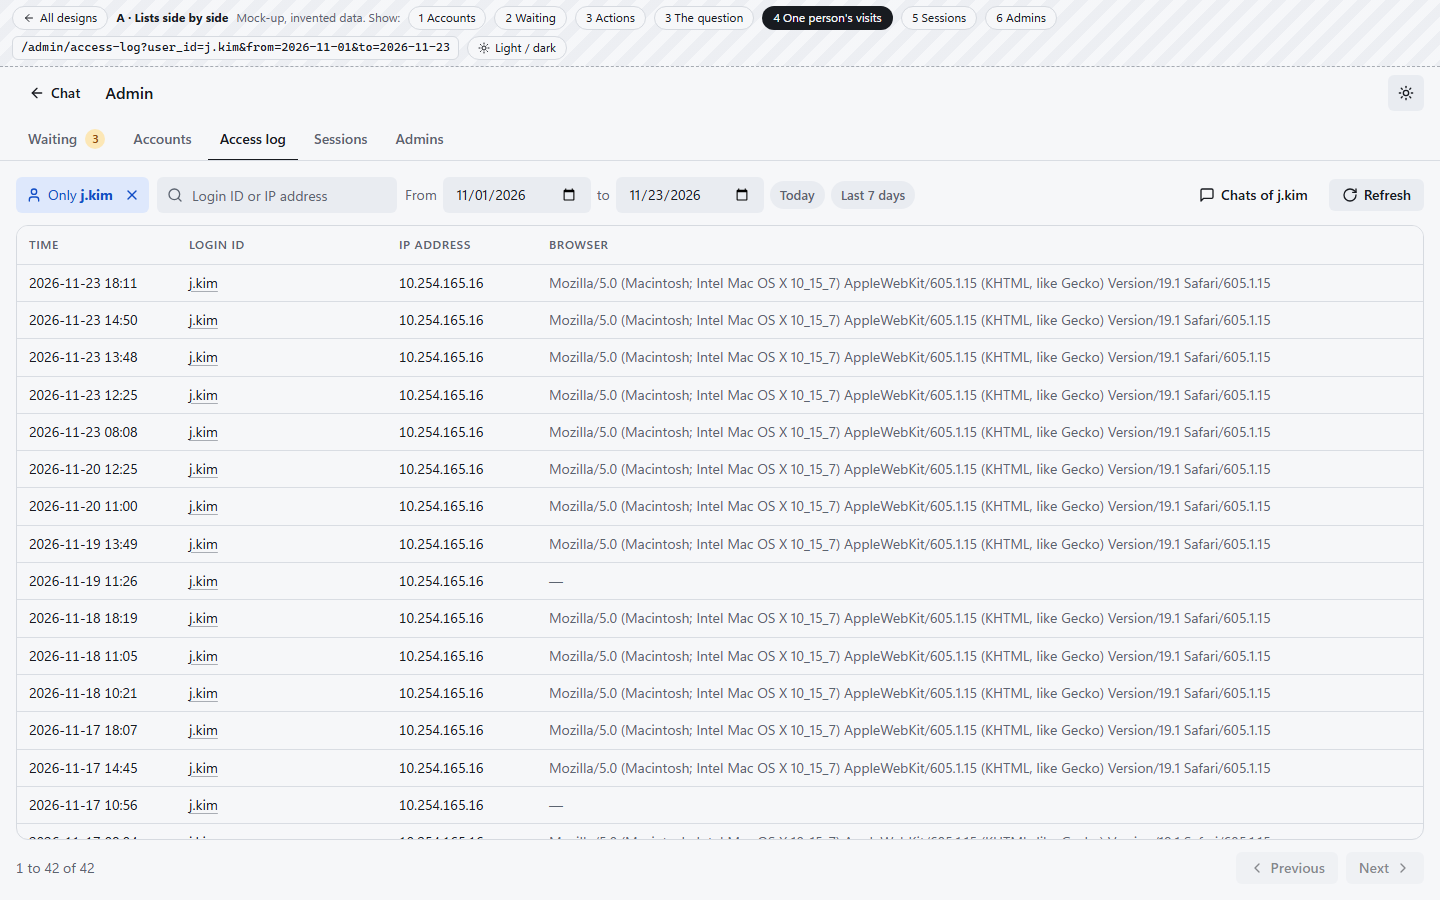 All designs A · Lists side by side Mock-up, invented data. Show: 1 Accounts 2 Waiting 3 Actions 3 The question 4 One person's visits 5 Sessions 6 Admins
/admin/access-log?user_id=j.kim&from=2026-11-01&to=2026-11-23 Light / dark
Chat Admin
Waiting 3 Accounts Access log Sessions Admins
Only j.kim Login ID or IP address From 11/01/2026 to 11/23/2026 Today Last 7 days Chats of j.kim Refresh
TIME LOGIN ID IP ADDRESS BROWSER
2026-11-23 18:11 j.kim 10.254.165.16 Mozilla/5.0 (Macintosh; Intel Mac OS X 10_15_7) AppleWebKit/605.1.15 (KHTML, like Gecko) Version/19.1 Safari/605.1.15
2026-11-23 14:50 j.kim 10.254.165.16 Mozilla/5.0 (Macintosh; Intel Mac OS X 10_15_7) AppleWebKit/605.1.15 (KHTML, like Gecko) Version/19.1 Safari/605.1.15
2026-11-23 13:48 j.kim 10.254.165.16 Mozilla/5.0 (Macintosh; Intel Mac OS X 10_15_7) AppleWebKit/605.1.15 (KHTML, like Gecko) Version/19.1 Safari/605.1.15
2026-11-23 12:25 j.kim 10.254.165.16 Mozilla/5.0 (Macintosh; Intel Mac OS X 10_15_7) AppleWebKit/605.1.15 (KHTML, like Gecko) Version/19.1 Safari/605.1.15
2026-11-23 08:08 j.kim 10.254.165.16 Mozilla/5.0 (Macintosh; Intel Mac OS X 10_15_7) AppleWebKit/605.1.15 (KHTML, like Gecko) Version/19.1 Safari/605.1.15
2026-11-20 12:25 j.kim 10.254.165.16 Mozilla/5.0 (Macintosh; Intel Mac OS X 10_15_7) AppleWebKit/605.1.15 (KHTML, like Gecko) Version/19.1 Safari/605.1.15
2026-11-20 11:00 j.kim 10.254.165.16 Mozilla/5.0 (Macintosh; Intel Mac OS X 10_15_7) AppleWebKit/605.1.15 (KHTML, like Gecko) Version/19.1 Safari/605.1.15
2026-11-19 13:49 j.kim 10.254.165.16 Mozilla/5.0 (Macintosh; Intel Mac OS X 10_15_7) AppleWebKit/605.1.15 (KHTML, like Gecko) Version/19.1 Safari/605.1.15
2026-11-19 11:26 j.kim 10.254.165.16 —
2026-11-18 18:19 j.kim 10.254.165.16 Mozilla/5.0 (Macintosh; Intel Mac OS X 10_15_7) AppleWebKit/605.1.15 (KHTML, like Gecko) Version/19.1 Safari/605.1.15
2026-11-18 11:05 j.kim 10.254.165.16 Mozilla/5.0 (Macintosh; Intel Mac OS X 10_15_7) AppleWebKit/605.1.15 (KHTML, like Gecko) Version/19.1 Safari/605.1.15
2026-11-18 10:21 j.kim 10.254.165.16 Mozilla/5.0 (Macintosh; Intel Mac OS X 10_15_7) AppleWebKit/605.1.15 (KHTML, like Gecko) Version/19.1 Safari/605.1.15
2026-11-17 18:07 j.kim 10.254.165.16 Mozilla/5.0 (Macintosh; Intel Mac OS X 10_15_7) AppleWebKit/605.1.15 (KHTML, like Gecko) Version/19.1 Safari/605.1.15
2026-11-17 14:45 j.kim 10.254.165.16 Mozilla/5.0 (Macintosh; Intel Mac OS X 10_15_7) AppleWebKit/605.1.15 (KHTML, like Gecko) Version/19.1 Safari/605.1.15
2026-11-17 10:56 j.kim 10.254.165.16 —
1 to 42 of 42 Previous Next